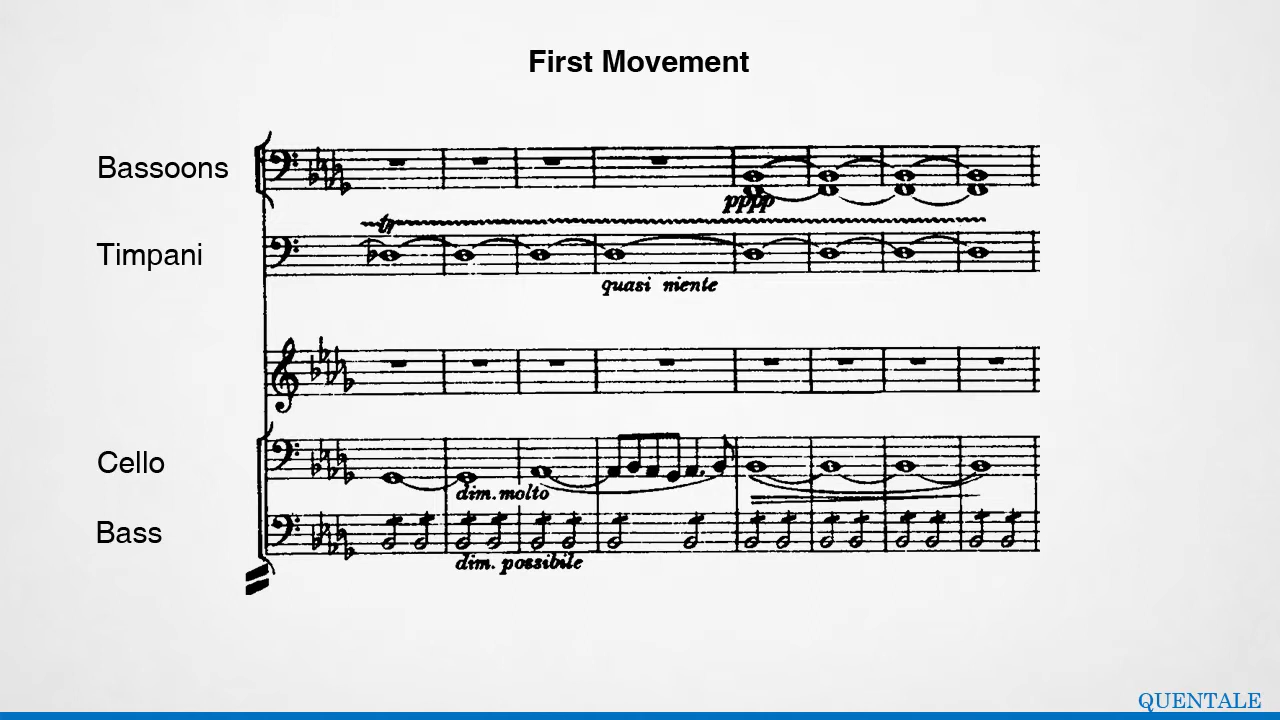 First Movement
Bassoons
pppp
tr
Timpani
quasi niente
Cello
dim. molto
Bass
dim. possibile
QUENTALE